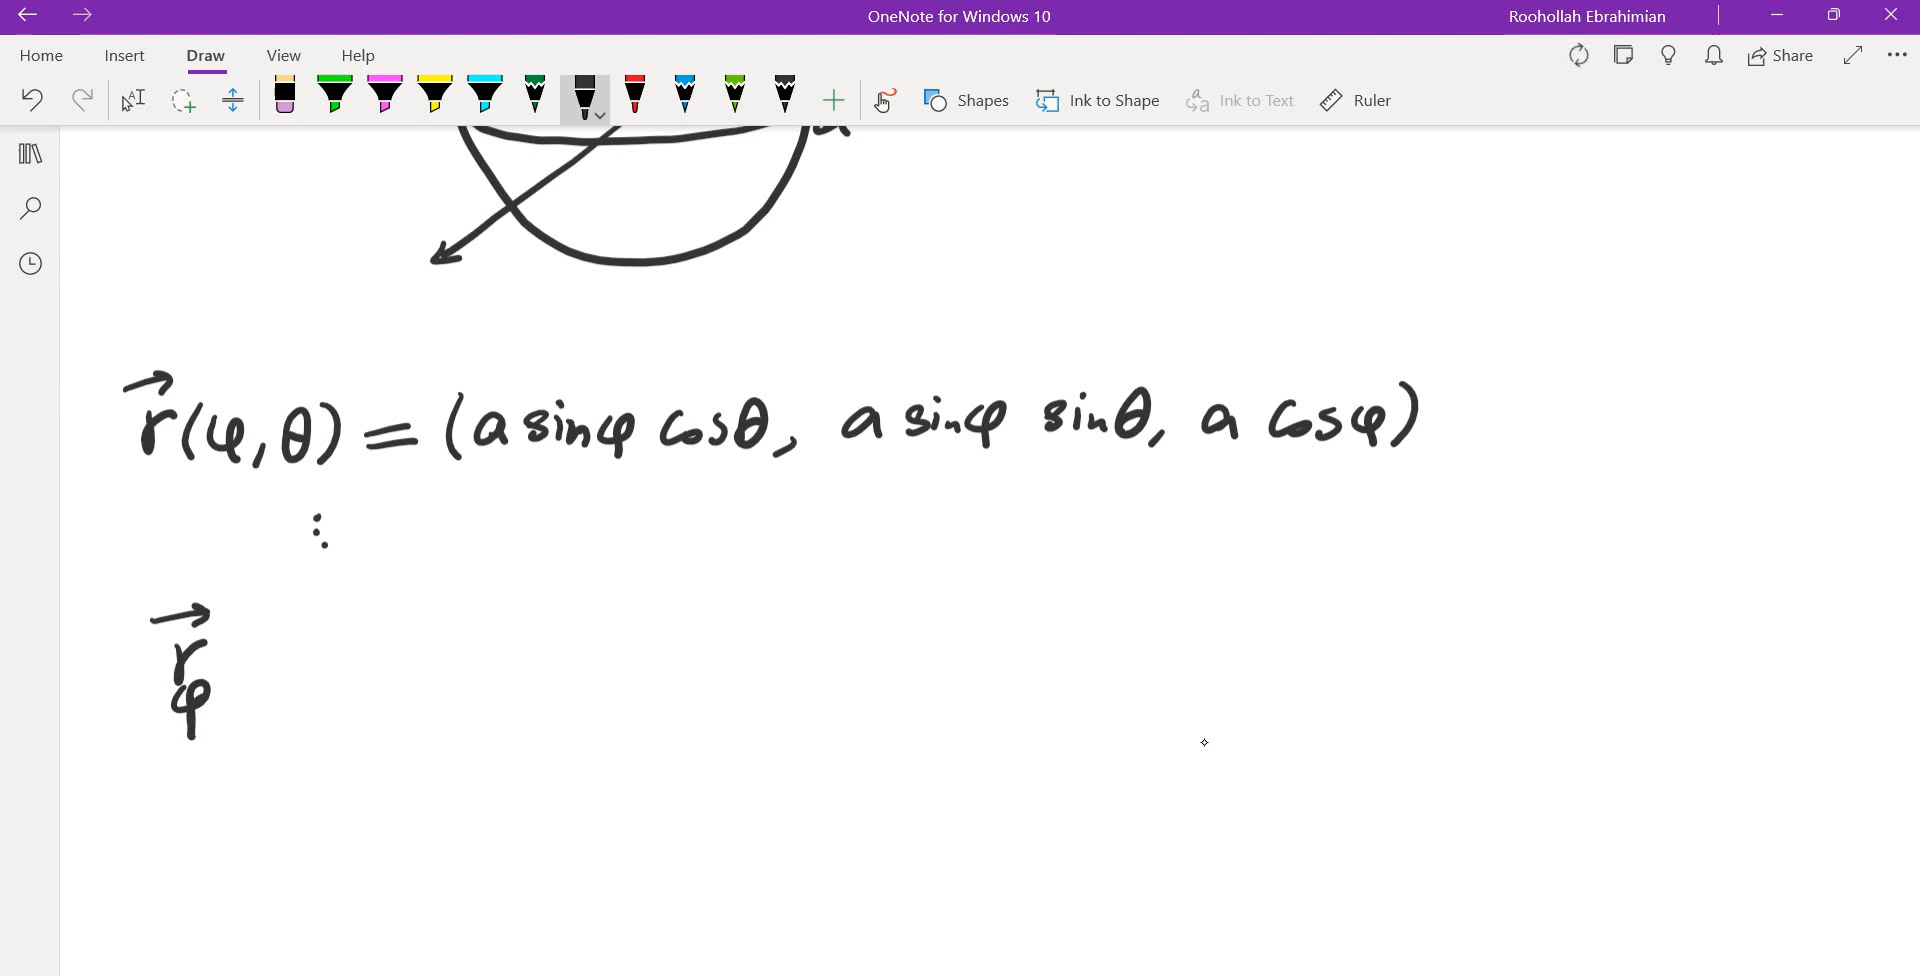 OneNote for Windows 10
Roohollah Ebrahimian
Home Insert Draw View Help
Share
Shapes Ink to Shape Ink to Text Ruler
r⃗(φ, θ) = (a sinφ cosθ, a sinφ sinθ, a cosφ)
⋮
r⃗_φ